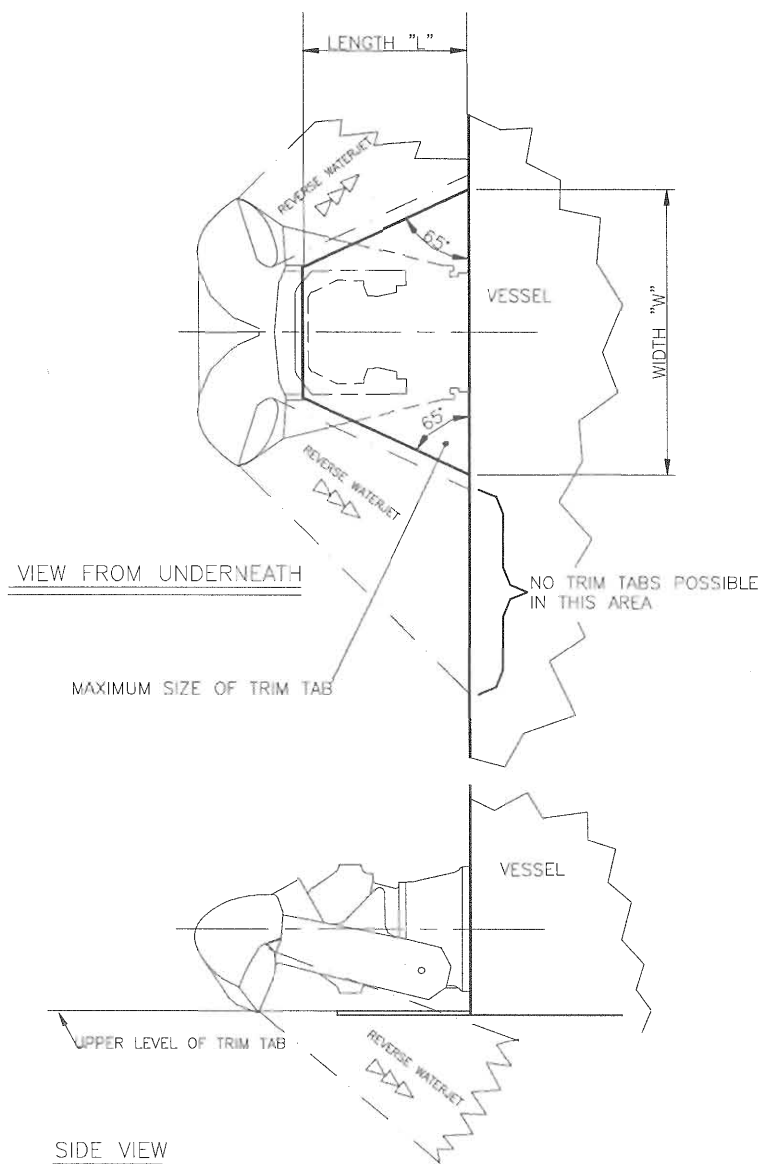 LENGTH "L"
REVERSE WATERJET
65°
VESSEL
WIDTH "W"
65°
REVERSE WATERJET
VIEW FROM UNDERNEATH
NO TRIM TABS POSSIBLE
IN THIS AREA
MAXIMUM SIZE OF TRIM TAB
VESSEL
UPPER LEVEL OF TRIM TAB
REVERSE WATERJET
SIDE VIEW